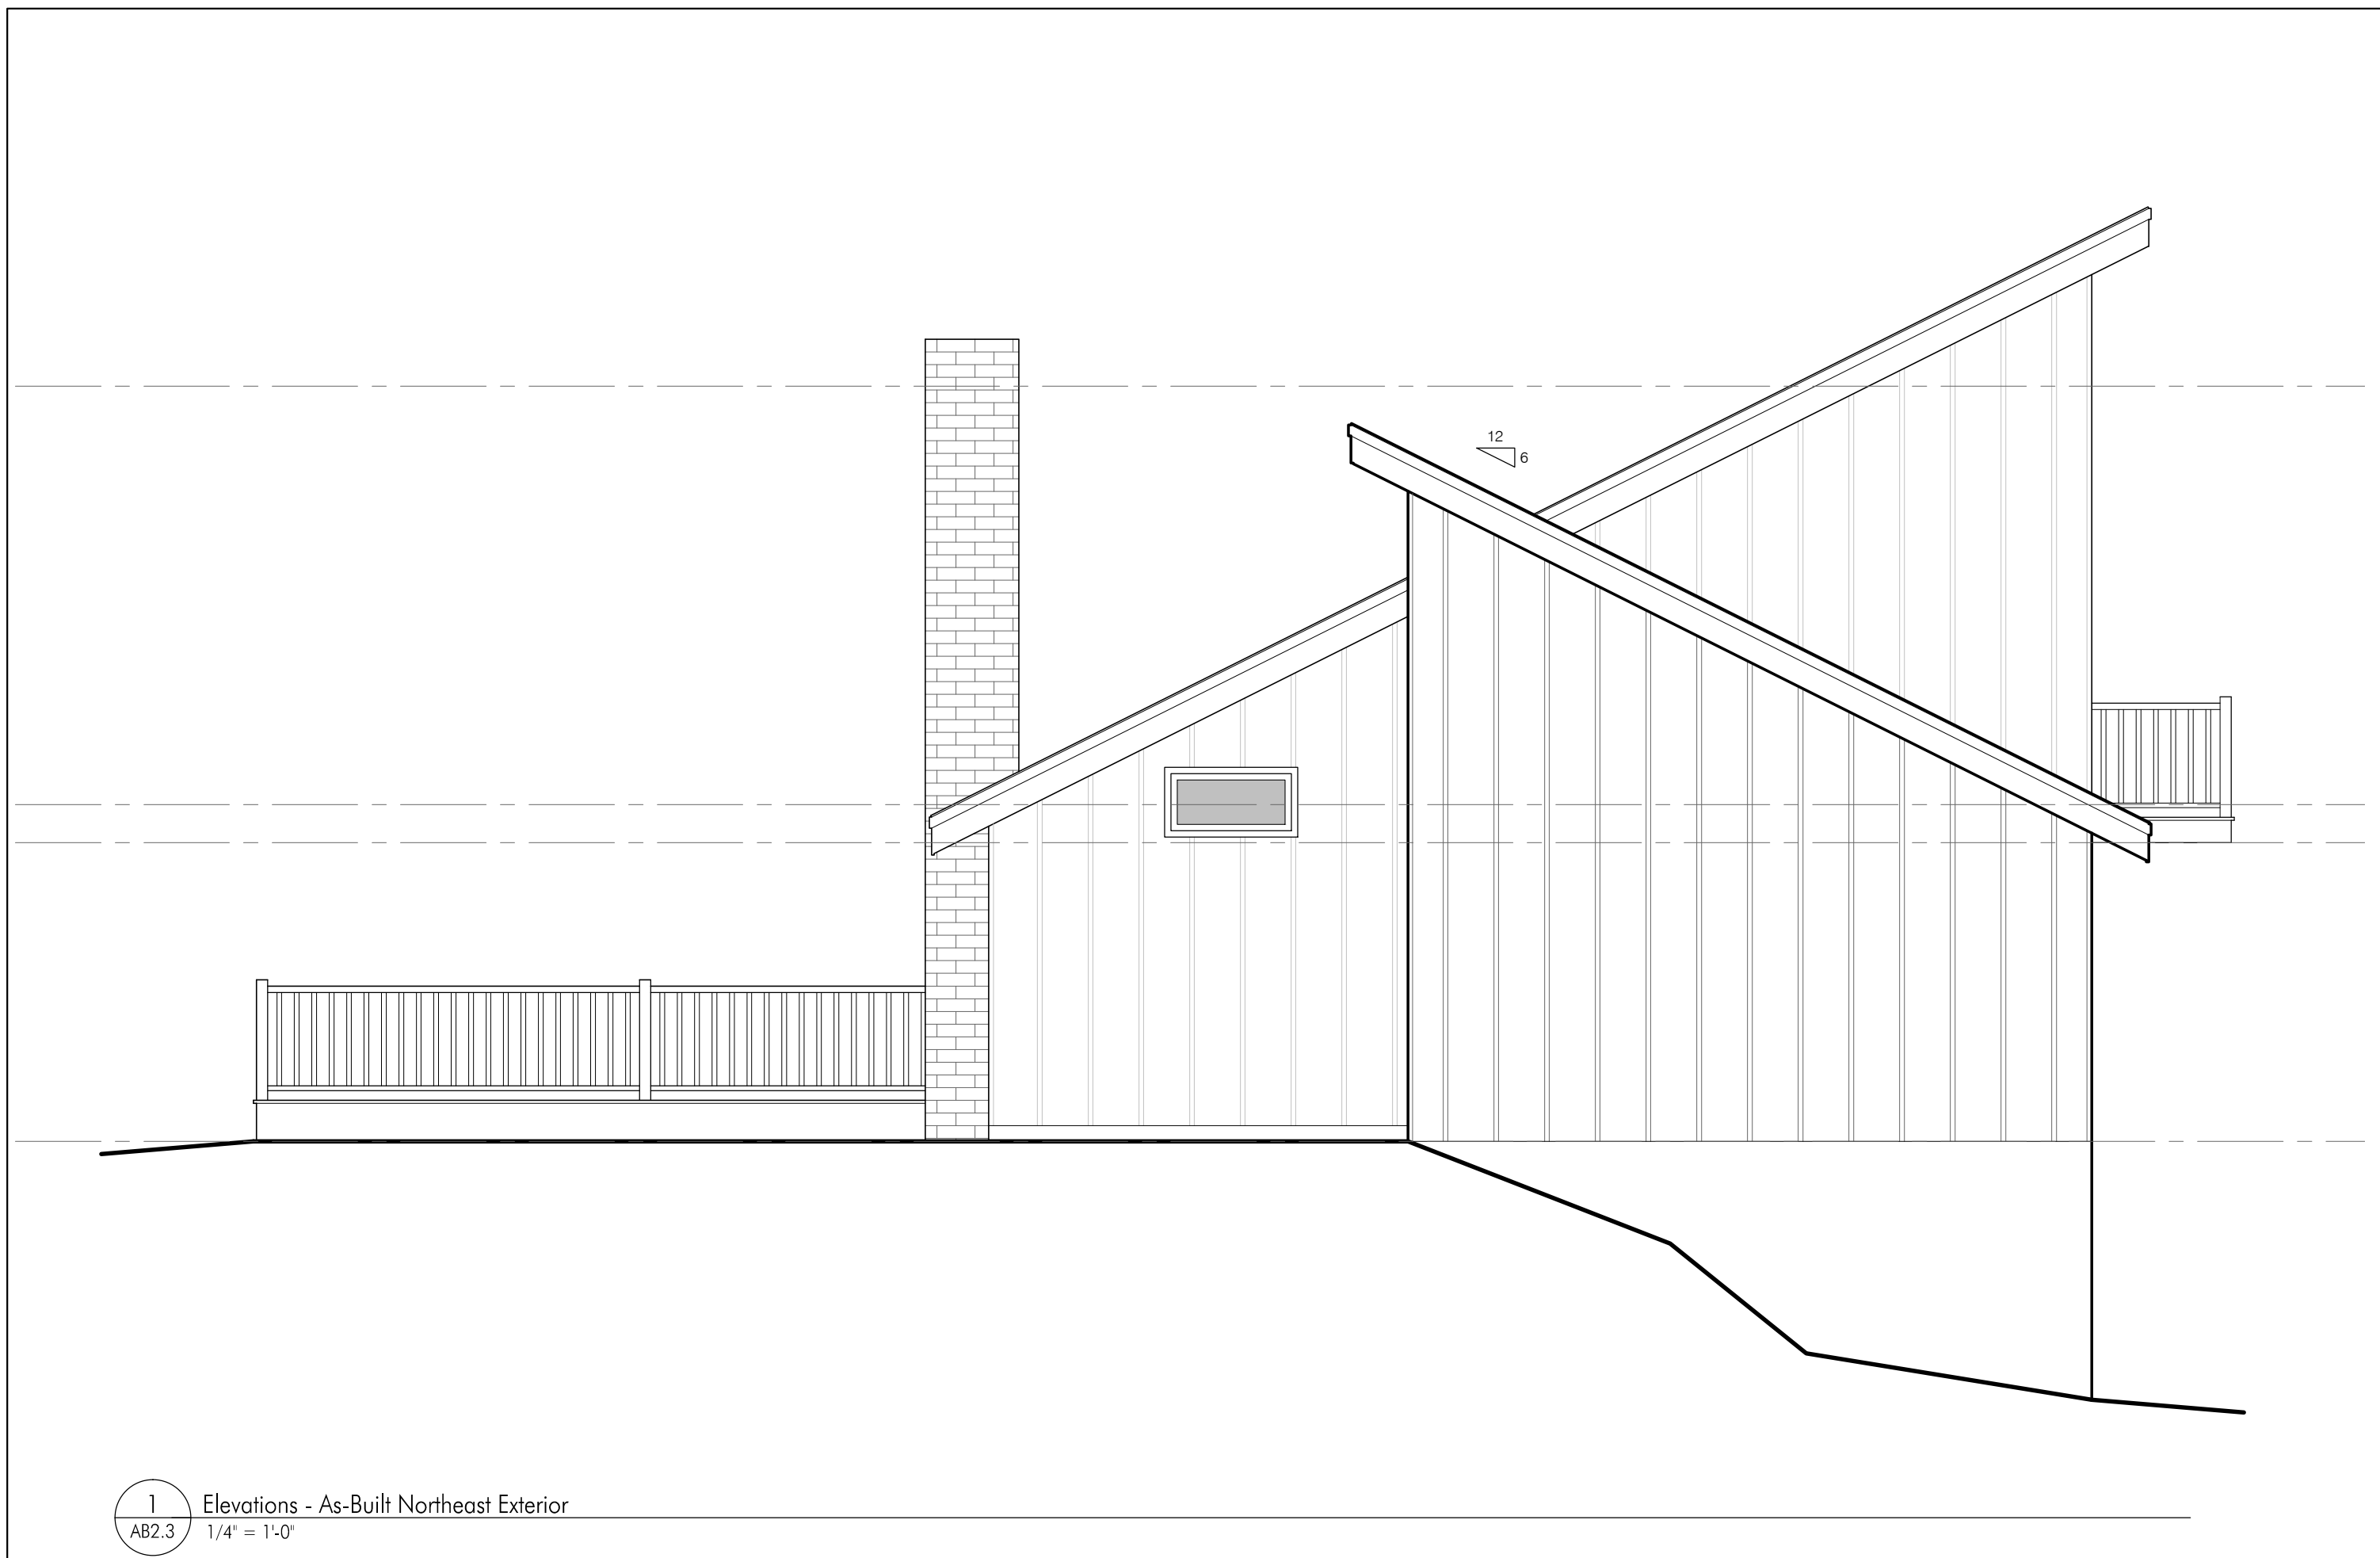 12
6
1
Elevations - As-Built Northeast Exterior
AB2.3
1/4" = 1'-0"